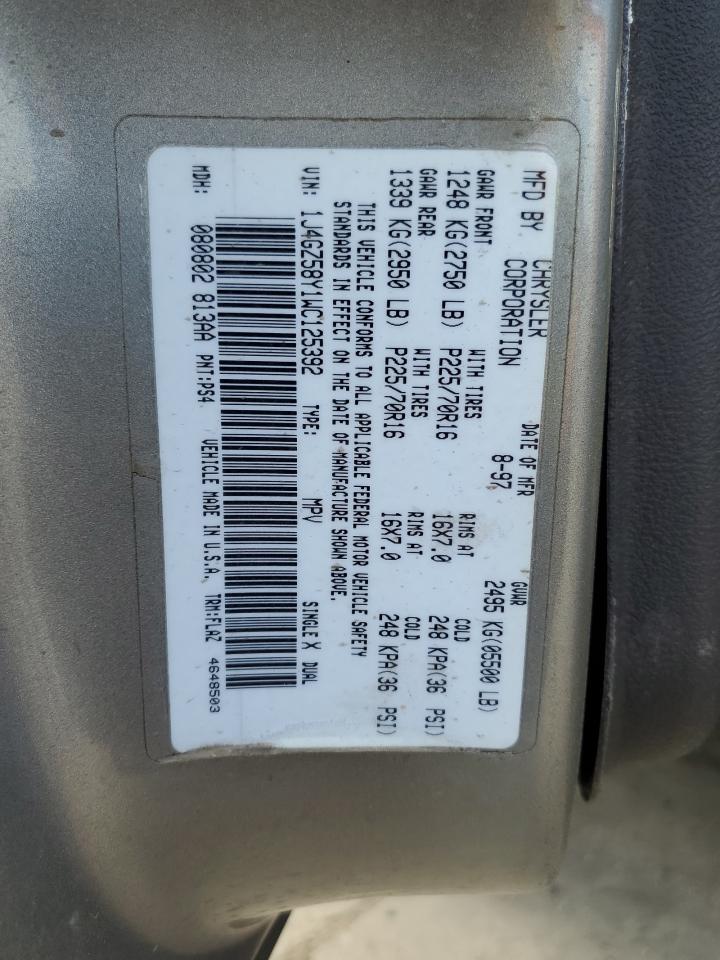 MFD BY CHRYSLER CORPORATION DATE OF MFR 8-97 GVWR 2495 KG(05500 LB)
GAWR FRONT WITH TIRES RIMS AT COLD
1248 KG(2750 LB) P225/70R16 16X7.0 248 KPA(36 PSI)
GAWR REAR WITH TIRES RIMS AT COLD
1339 KG(2950 LB) P225/70R16 16X7.0 248 KPA(36 PSI)
THIS VEHICLE CONFORMS TO ALL APPLICABLE FEDERAL MOTOR VEHICLE SAFETY
STANDARDS IN EFFECT ON THE DATE OF MANUFACTURE SHOWN ABOVE.
VIN: 1J4GZ58Y1WC125392 TYPE: MPV SINGLE X DUAL
MDH: 080802 813AA PNT:PS4 VEHICLE MADE IN U.S.A. TRM:FLAZ 4648503